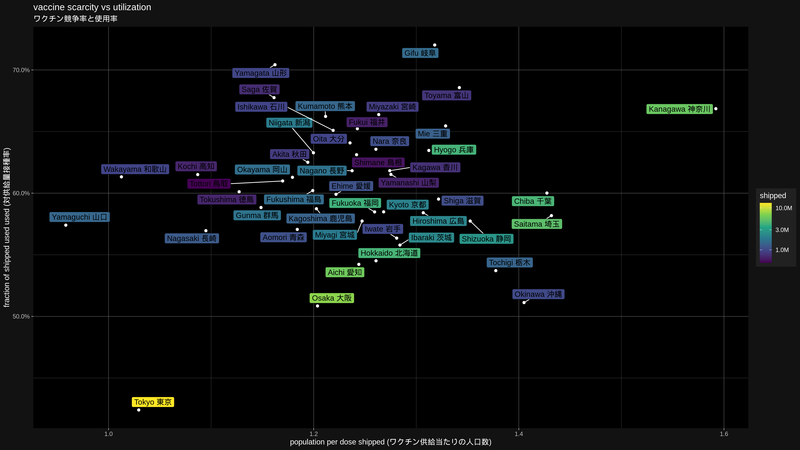 vaccine scarcity vs utilization
ワクチン競争率と使用率
Gifu 岐阜
70.0%
Yamagata 山形
Saga 佐賀
Toyama 富山
Ishikawa 石川
Kumamoto 熊本
Miyazaki 宮崎
Kanagawa 神奈川
Niigata 新潟
Fukui 福井
Mie 三重
Oita 大分
Nara 奈良
Hyogo 兵庫
Akita 秋田
Shimane 島根
Wakayama 和歌山
Kochi 高知
Okayama 岡山
Nagano 長野
Kagawa 香川
Tottori 鳥取
Yamanashi 山梨
60.0%
Ehime 愛媛
Tokushima 徳島
Fukushima 福島
Fukuoka 福岡
Kyoto 京都
Shiga 滋賀
Chiba 千葉
Yamaguchi 山口
Gunma 群馬
Kagoshima 鹿児島
Hiroshima 広島
Saitama 埼玉
Nagasaki 長崎
Aomori 青森
Miyagi 宮城
Iwate 岩手
Ibaraki 茨城
Shizuoka 静岡
Hokkaido 北海道
Aichi 愛知
Tochigi 栃木
Osaka 大阪
Okinawa 沖縄
50.0%
Tokyo 東京
1.0
1.2
1.4
1.6
population per dose shipped (ワクチン供給当たりの人口数)
fraction of shipped used used (対供給量接種率)
shipped
10.0M
3.0M
1.0M